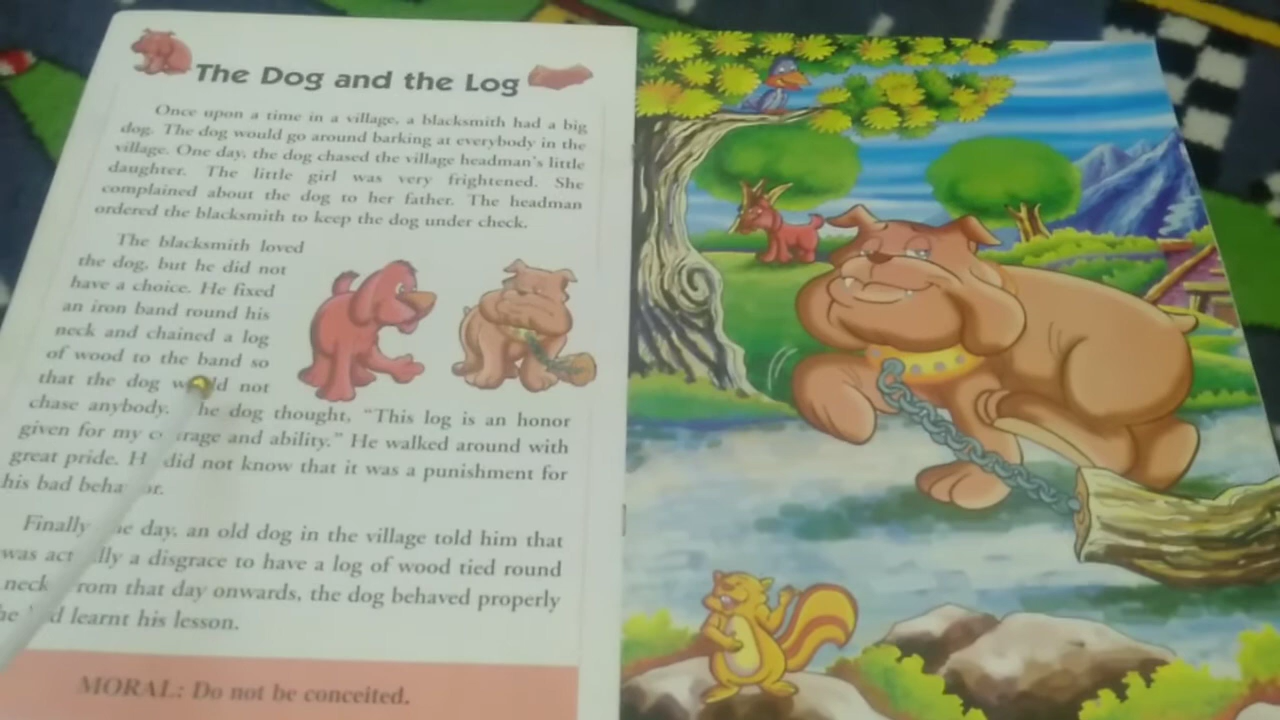 The Dog and the Log
Once upon a time in a village, a blacksmith had a big
dog. The dog would go around barking at everybody in the
village. One day, the dog chased the village headman's little
daughter. The little girl was very frightened. She
complained about the dog to her father. The headman
ordered the blacksmith to keep the dog under check.
The blacksmith loved
the dog, but he did not
have a choice. He fixed
an iron band round his
neck and chained a log
of wood to the band so
that the dog not
chase anybody. dog thought, "This log is an honor
given for my and ability." He walked around with
great pride. did not know that it was a punishment for
his bad
Finally day, an old dog in the village told him that
was a disgrace to have a log of wood tied round
neck that day onwards, the dog behaved properly
learnt his lesson.
MORAL: Do not be conceited.